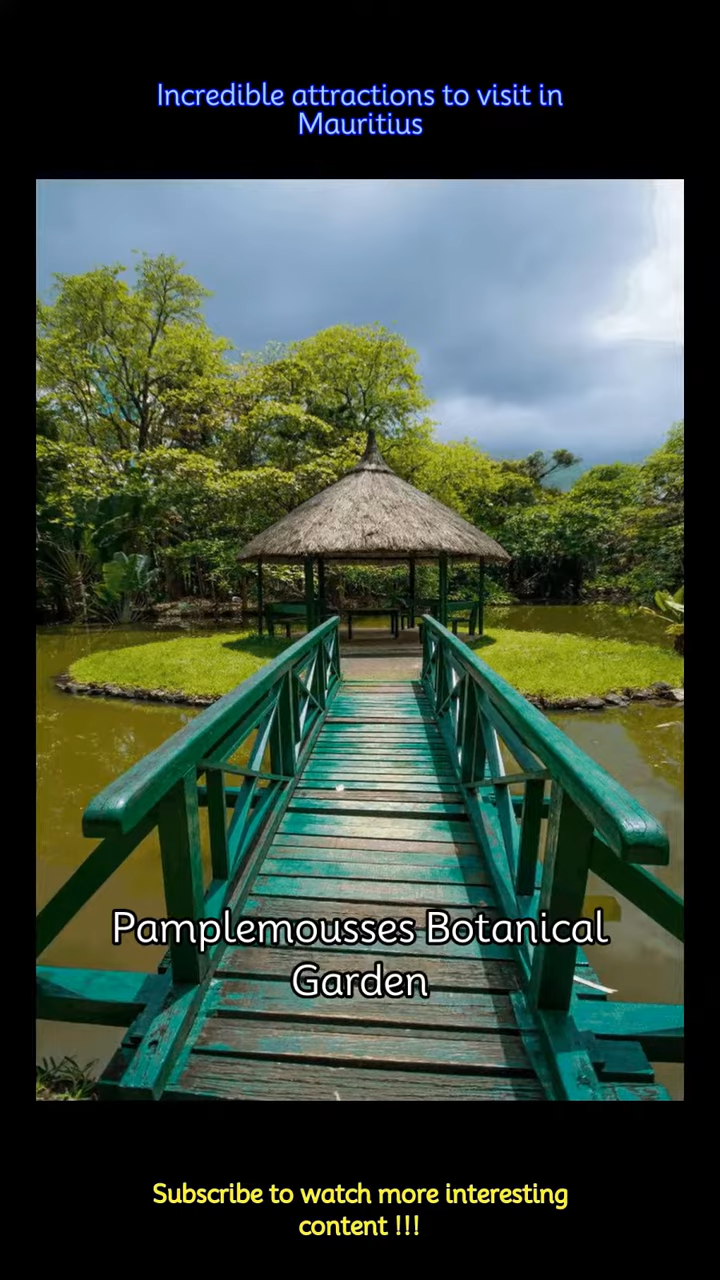 Incredible attractions to visit in
Mauritius
Pamplemousses Botanical
Garden
Subscribe to watch more interesting
content !!!